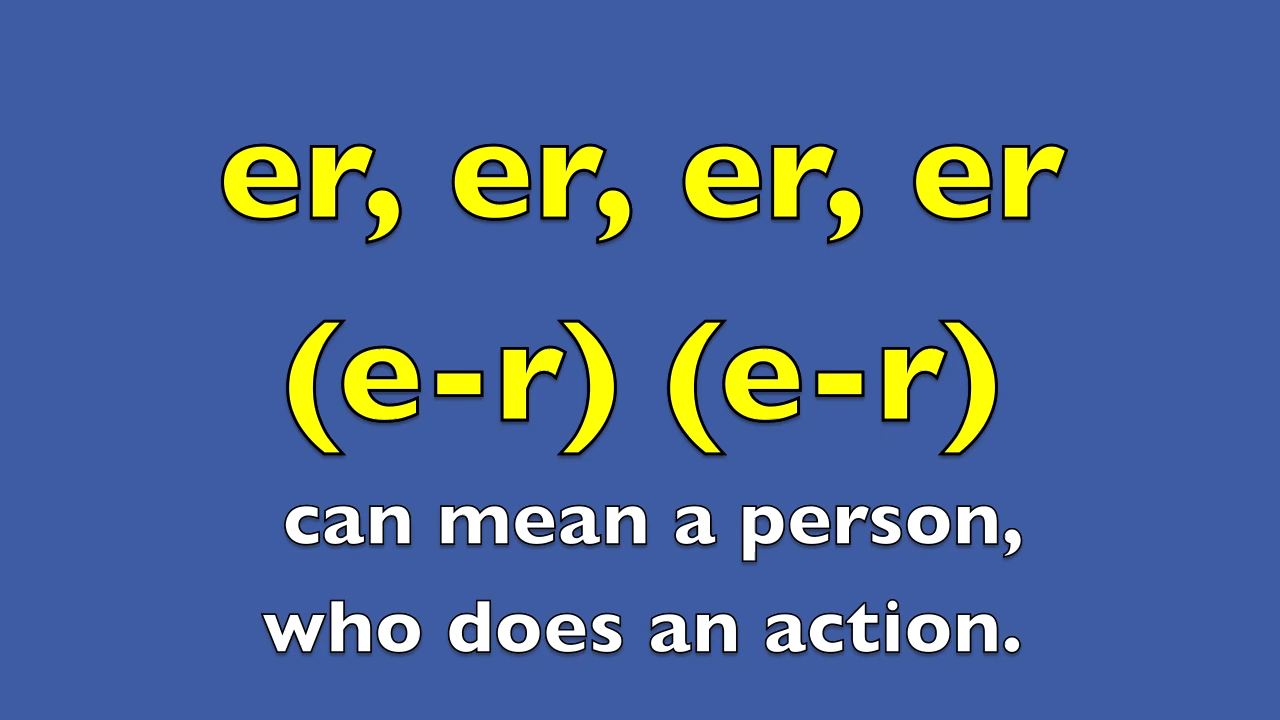 er, er, er, er
(e-r) (e-r)
can mean a person,
who does an action.